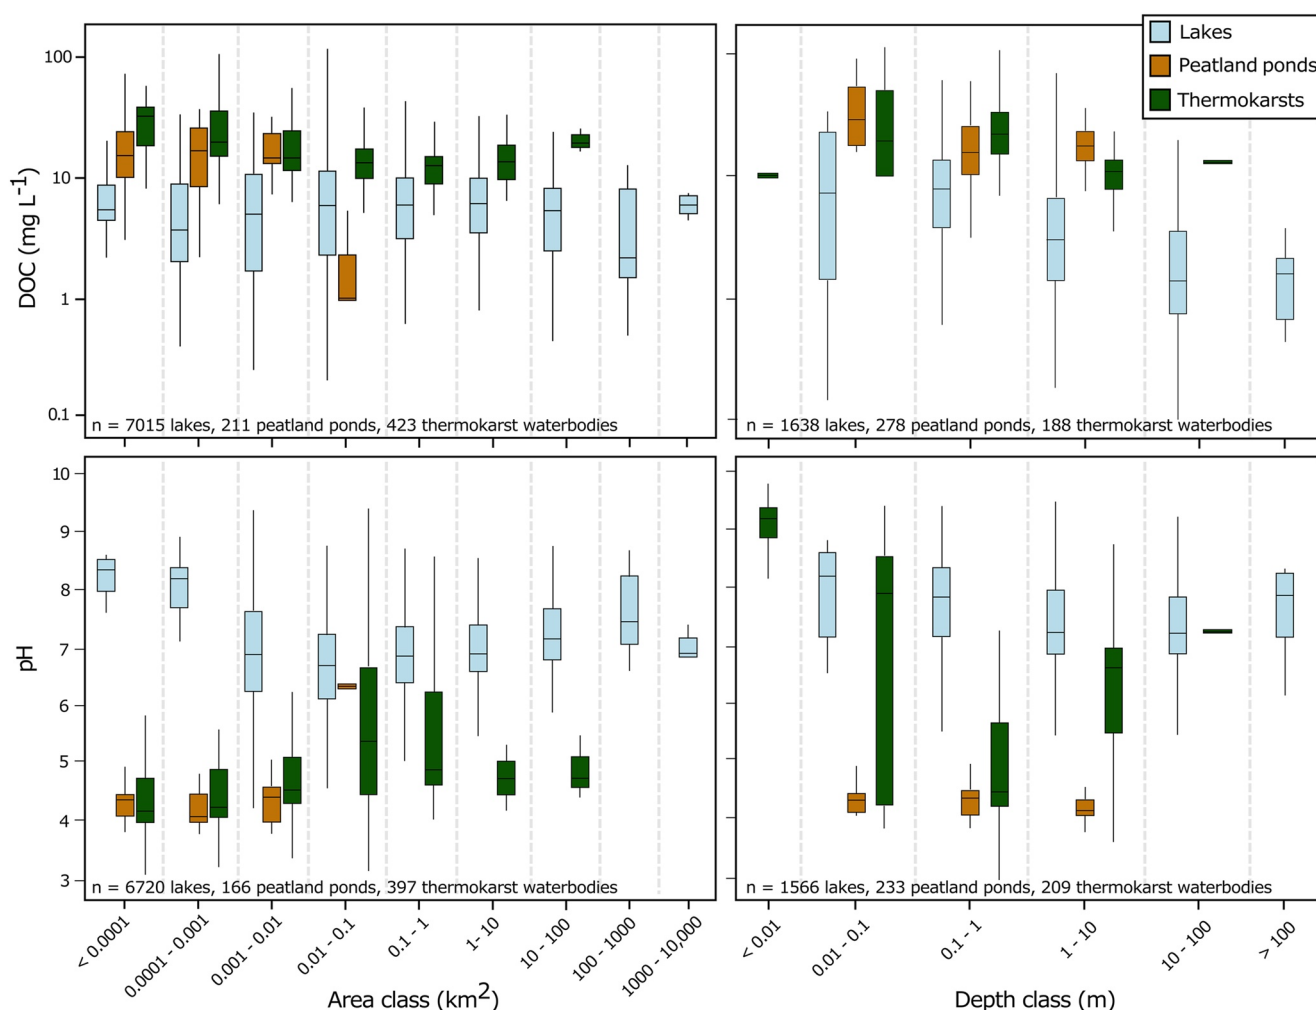 Lakes
Peatland ponds
Thermokarsts
DOC (mg L-1)
100
10
1
0.1
n = 7015 lakes, 211 peatland ponds, 423 thermokarst waterbodies
n = 1638 lakes, 278 peatland ponds, 188 thermokarst waterbodies
pH
10
9
8
7
6
5
4
3
n = 6720 lakes, 166 peatland ponds, 397 thermokarst waterbodies
n = 1566 lakes, 233 peatland ponds, 209 thermokarst waterbodies
< 0.0001
0.0001 - 0.001
0.001 - 0.01
0.01 - 0.1
0.1 - 1
1- 10
10 - 100
100 - 1000
1000 - 10,000
< 0.01
0.01 - 0.1
0.1 - 1
1 - 10
10 - 100
> 100
Area class (km2)
Depth class (m)